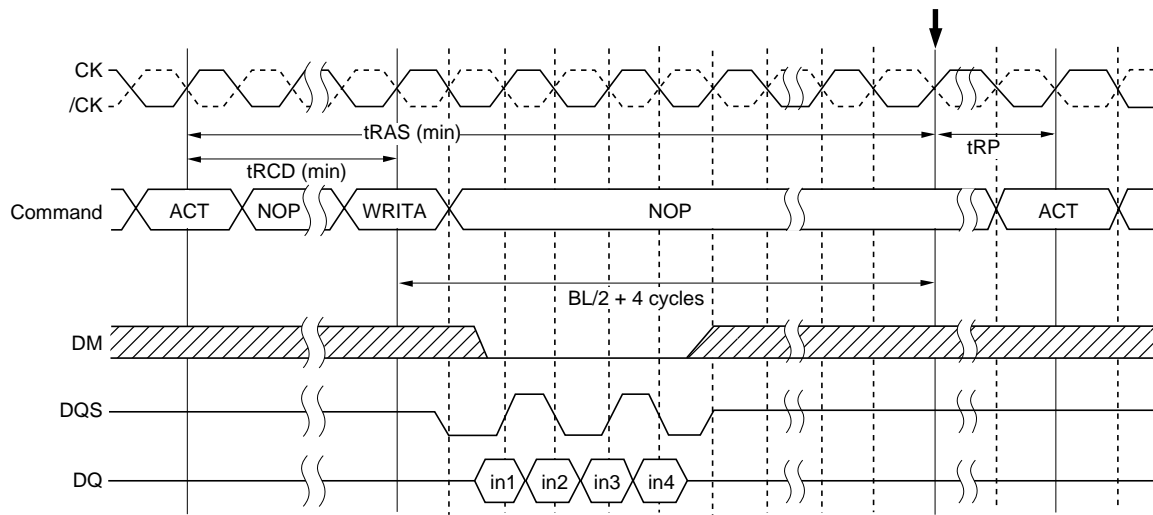 CK
/CK
tRAS (min)
tRP
tRCD (min)
Command
ACT
NOP
WRITA
NOP
ACT
BL/2 + 4 cycles
DM
DQS
DQ
in1
in2
in3
in4